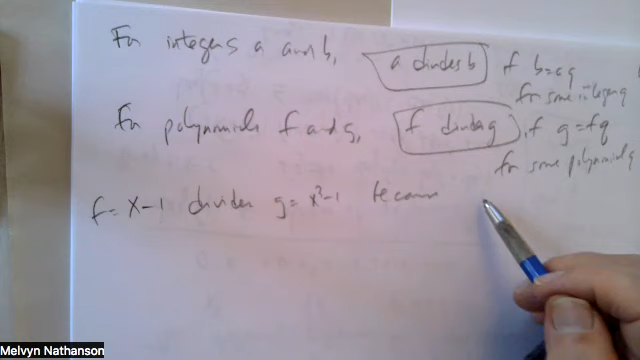 For integers a and b, a divides b if b=aq
for some integer q
For polynomials f and g, f divides g if g=fq
for some polynomial q
f = x-1 divides g = x²-1 because
Melvyn Nathanson